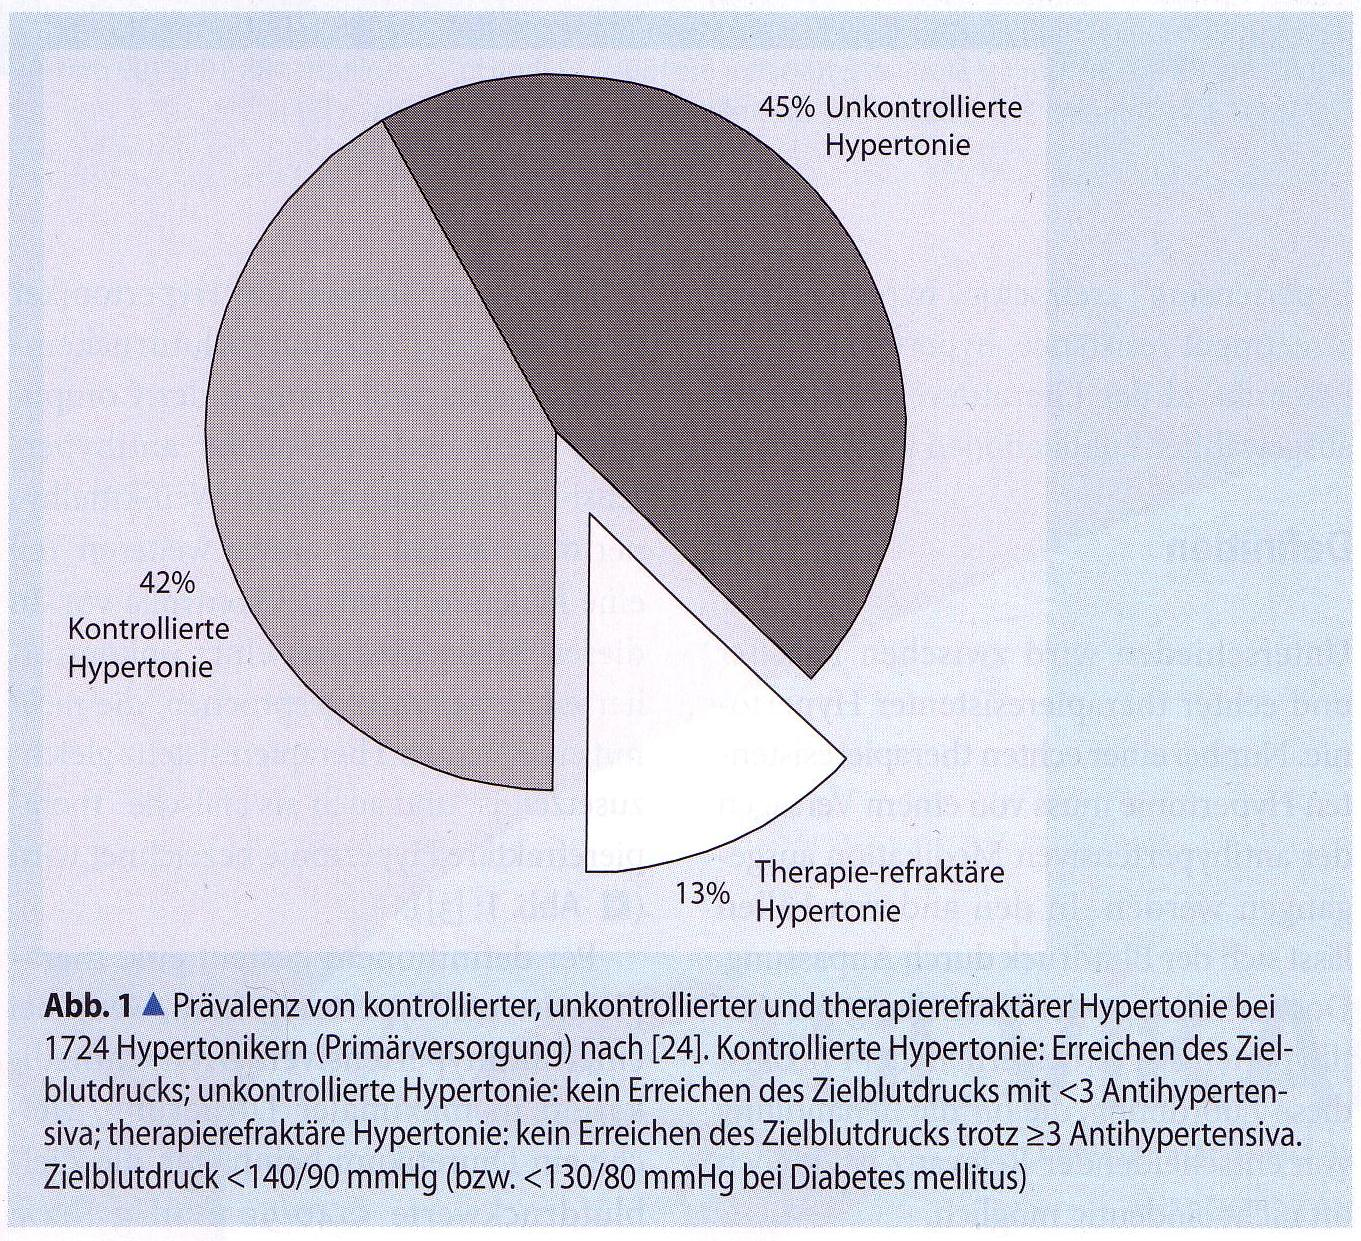 45% Unkontrollierte
Hypertonie
42%
Kontrollierte
Hypertonie
13%
Therapie-refraktäre
Hypertonie
Abb. 1 ▲ Prävalenz von kontrollierter, unkontrollierter und therapierefraktärer Hypertonie bei
1724 Hypertonikern (Primärversorgung) nach [24]. Kontrollierte Hypertonie: Erreichen des Ziel-
blutdrucks; unkontrollierte Hypertonie: kein Erreichen des Zielblutdrucks mit <3 Antihyperten-
siva; therapierefraktäre Hypertonie: kein Erreichen des Zielblutdrucks trotz ≥3 Antihypertensiva.
Zielblutdruck <140/90 mmHg (bzw. <130/80 mmHg bei Diabetes mellitus)